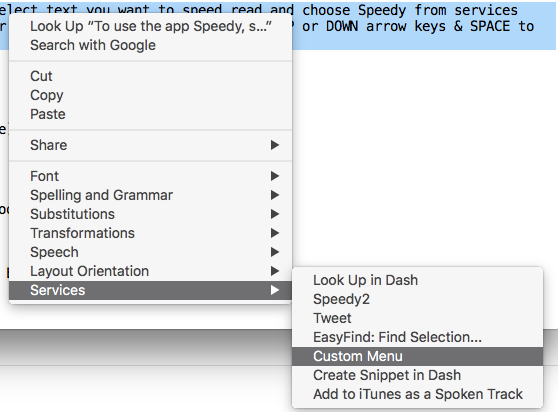 elect text you want to speed read and choose Speedy from services
P or DOWN arrow keys & SPACE to
Look Up “To use the app Speedy, s...”
Search with Google
Cut
Copy
Paste
Share
Font
Spelling and Grammar
Substitutions
Transformations
Speech
Layout Orientation
Services
Look Up in Dash
Speedy2
Tweet
EasyFind: Find Selection...
Custom Menu
Create Snippet in Dash
Add to iTunes as a Spoken Track